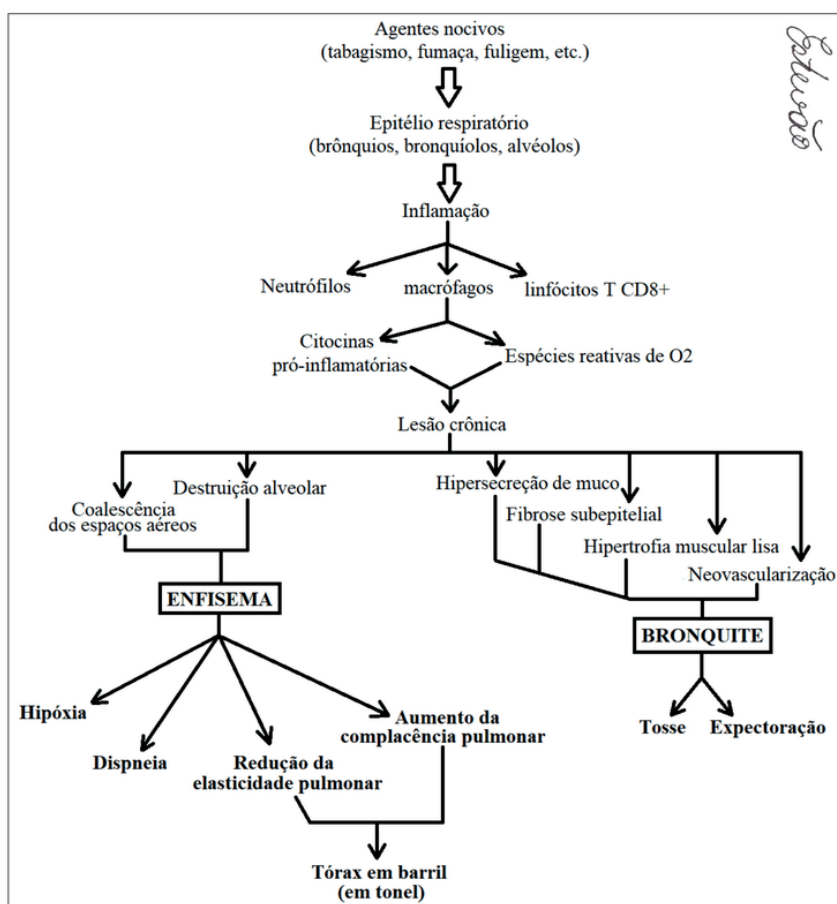 Agentes nocivos
(tabagismo, fumaça, fuligem, etc.)
Estevão
Epitélio respiratório
(brônquios, bronquíolos, alvéolos)
Inflamação
Neutrófilos
macrófagos
linfócitos T CD8+
Citocinas
pró-inflamatórias
Espécies reativas de O2
Lesão crônica
Coalescência
dos espaços aéreos
Destruição alveolar
Hipersecreção de muco
Fibrose subepitelial
Hipertrofia muscular lisa
Neovascularização
ENFISEMA
BRONQUITE
Hipóxia
Dispneia
Redução da
elasticidade pulmonar
Aumento da
complacência pulmonar
Tosse
Expectoração
Tórax em barril
(em tonel)